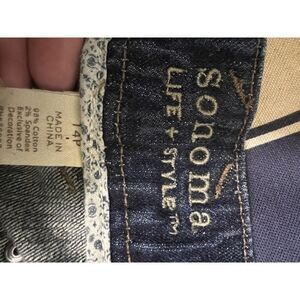 sonoma
LIFE + STYLE™
14P
MADE IN
CHINA
98% Cotton
2% Spandex
Exclusive of
Decoration